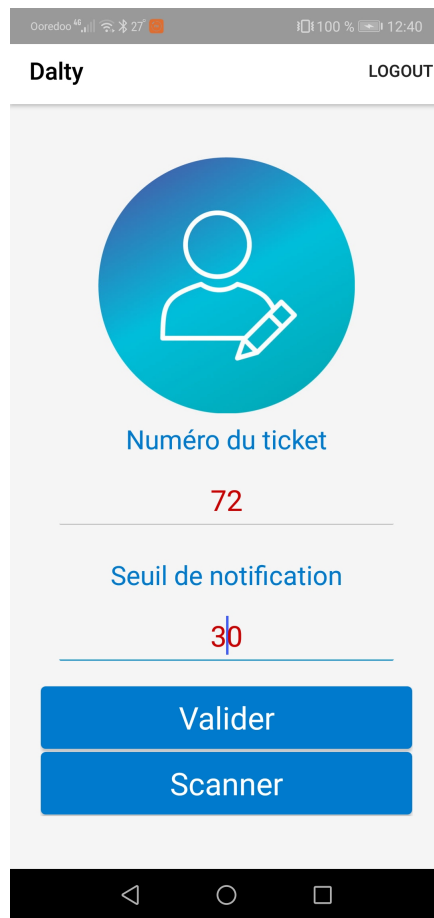 Ooredoo 4G 27° 100 % 12:40
Dalty LOGOUT
Numéro du ticket
72
Seuil de notification
30
Valider
Scanner